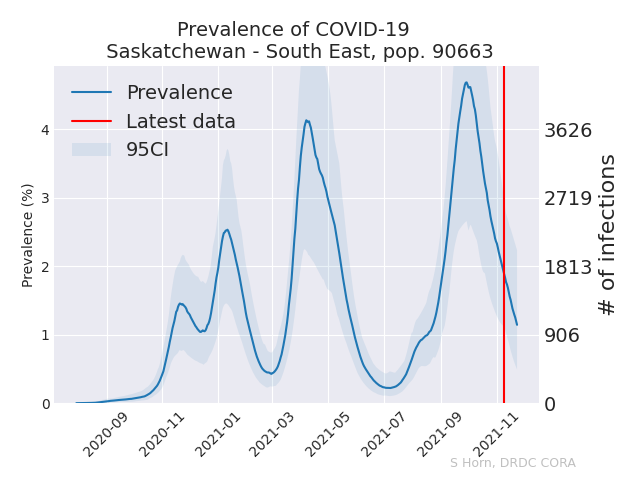 Prevalence of COVID-19
Saskatchewan - South East, pop. 90663
Prevalence
Latest data
95CI
Prevalence (%)
4
3
2
1
0
3626
2719
1813
906
0
# of infections
2020-09
2020-11
2021-01
2021-03
2021-05
2021-07
2021-09
2021-11
S Horn, DRDC CORA